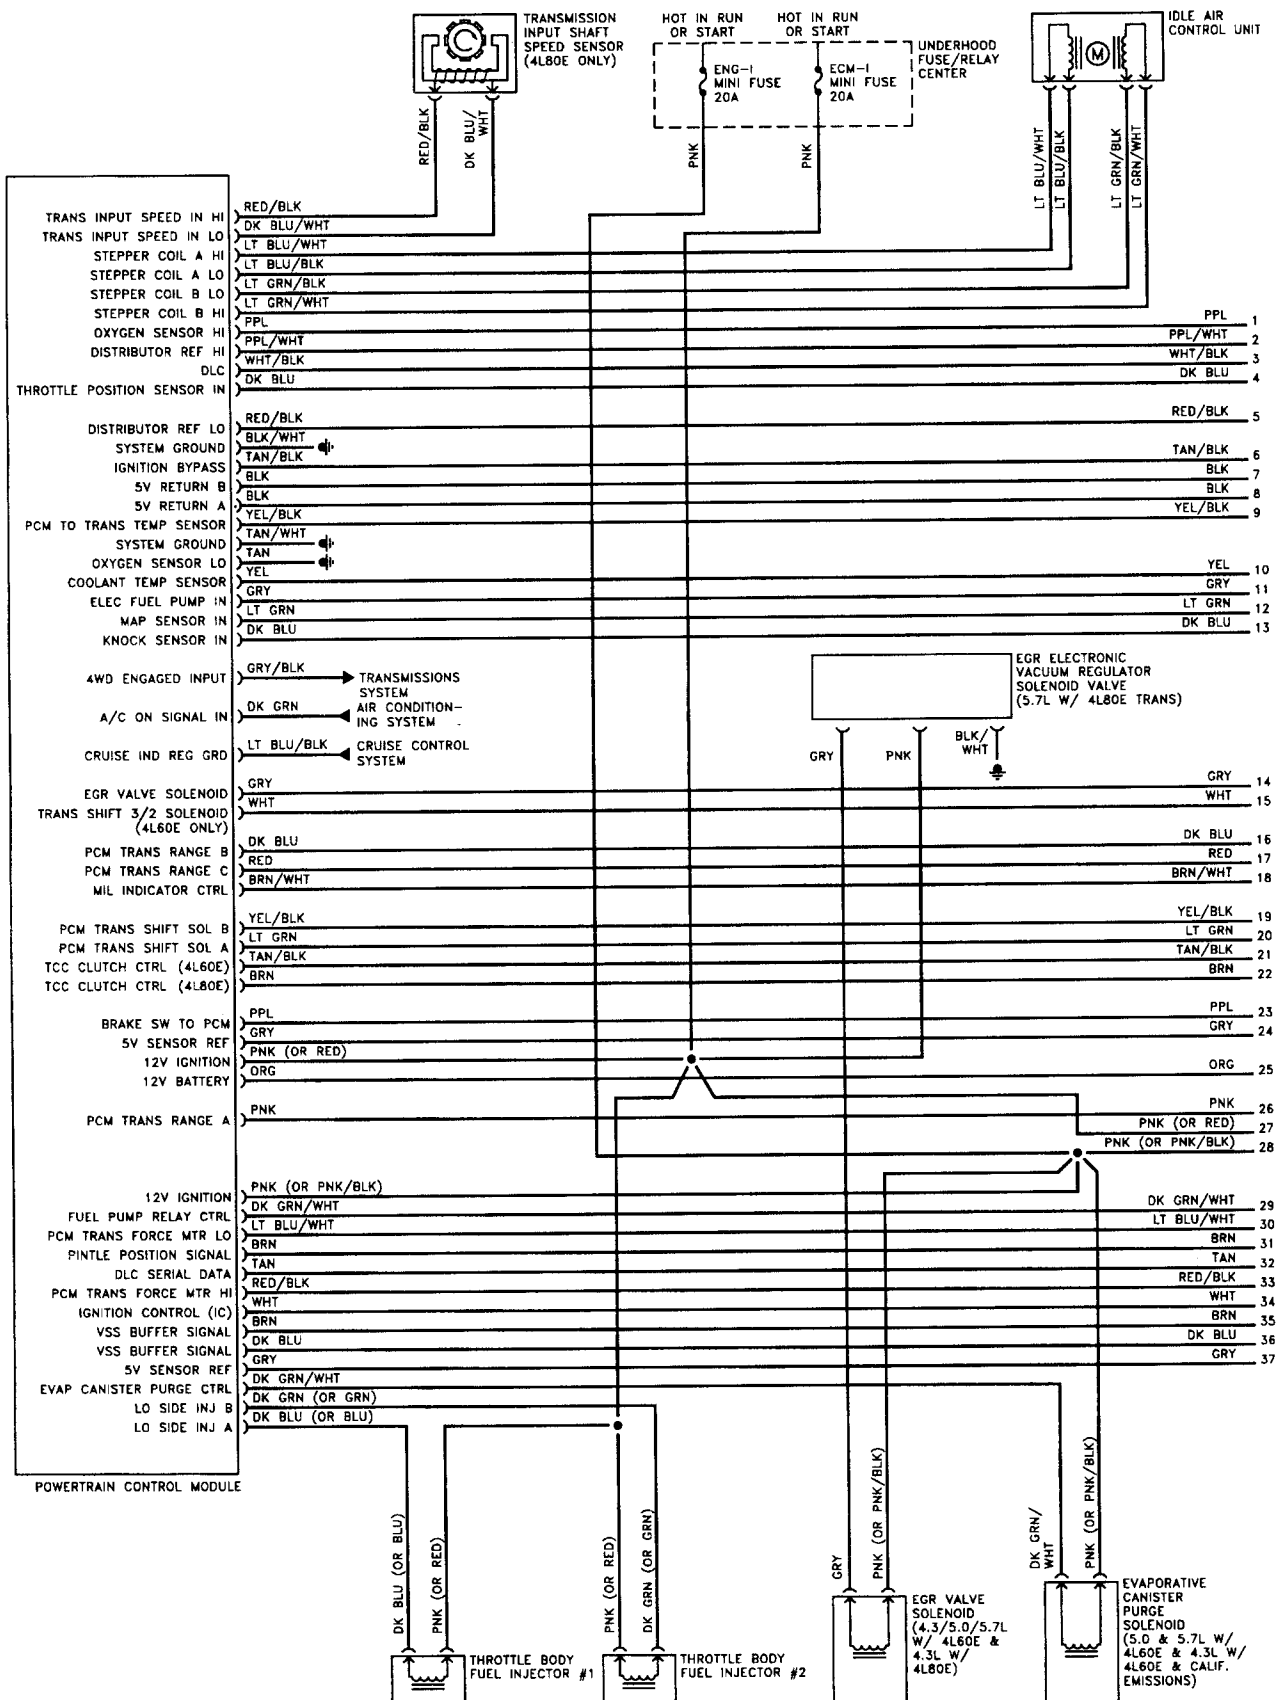 TRANSMISSION
INPUT SHAFT
SPEED SENSOR
(4L80E ONLY)
HOT IN RUN
OR START
HOT IN RUN
OR START
UNDERHOOD
FUSE/RELAY
CENTER
ENG-I
MINI FUSE
20A
ECM-I
MINI FUSE
20A
IDLE AIR
CONTROL UNIT
M
RED/BLK
DK BLU/
WHT
PNK
PNK
LT BLU/WHT
LT BLU/BLK
LT GRN/BLK
LT GRN/WHT
TRANS INPUT SPEED IN HI RED/BLK
TRANS INPUT SPEED IN LO DK BLU/WHT
STEPPER COIL A HI LT BLU/WHT
STEPPER COIL A LO LT BLU/BLK
STEPPER COIL B LO LT GRN/BLK
STEPPER COIL B HI LT GRN/WHT
OXYGEN SENSOR HI PPL PPL 1
DISTRIBUTOR REF HI PPL/WHT PPL/WHT 2
DLC WHT/BLK WHT/BLK 3
THROTTLE POSITION SENSOR IN DK BLU DK BLU 4
DISTRIBUTOR REF LO RED/BLK RED/BLK 5
SYSTEM GROUND BLK/WHT
IGNITION BYPASS TAN/BLK TAN/BLK 6
5V RETURN B BLK BLK 7
5V RETURN A BLK BLK 8
PCM TO TRANS TEMP SENSOR YEL/BLK YEL/BLK 9
SYSTEM GROUND TAN/WHT
OXYGEN SENSOR LO TAN
COOLANT TEMP SENSOR YEL YEL 10
ELEC FUEL PUMP IN GRY GRY 11
MAP SENSOR IN LT GRN LT GRN 12
KNOCK SENSOR IN DK BLU DK BLU 13
4WD ENGAGED INPUT GRY/BLK TRANSMISSIONS
SYSTEM
A/C ON SIGNAL IN DK GRN AIR CONDITION-
ING SYSTEM
CRUISE IND REG GRD LT BLU/BLK CRUISE CONTROL
SYSTEM
EGR ELECTRONIC
VACUUM REGULATOR
SOLENOID VALVE
(5.7L W/ 4L80E TRANS)
GRY
PNK
BLK/
WHT
EGR VALVE SOLENOID GRY GRY 14
TRANS SHIFT 3/2 SOLENOID WHT WHT 15
(4L60E ONLY)
PCM TRANS RANGE B DK BLU DK BLU 16
PCM TRANS RANGE C RED RED 17
MIL INDICATOR CTRL BRN/WHT BRN/WHT 18
PCM TRANS SHIFT SOL B YEL/BLK YEL/BLK 19
PCM TRANS SHIFT SOL A LT GRN LT GRN 20
TCC CLUTCH CTRL (4L60E) TAN/BLK TAN/BLK 21
TCC CLUTCH CTRL (4L80E) BRN BRN 22
BRAKE SW TO PCM PPL PPL 23
5V SENSOR REF GRY GRY 24
12V IGNITION PNK (OR RED)
12V BATTERY ORG ORG 25
PCM TRANS RANGE A PNK PNK 26
PNK (OR RED) 27
PNK (OR PNK/BLK) 28
12V IGNITION PNK (OR PNK/BLK)
FUEL PUMP RELAY CTRL DK GRN/WHT DK GRN/WHT 29
PCM TRANS FORCE MTR LO LT BLU/WHT LT BLU/WHT 30
PINTLE POSITION SIGNAL BRN BRN 31
DLC SERIAL DATA TAN TAN 32
PCM TRANS FORCE MTR HI RED/BLK RED/BLK 33
IGNITION CONTROL (IC) WHT WHT 34
VSS BUFFER SIGNAL BRN BRN 35
VSS BUFFER SIGNAL DK BLU DK BLU 36
5V SENSOR REF GRY GRY 37
EVAP CANISTER PURGE CTRL DK GRN/WHT
LO SIDE INJ B DK GRN (OR GRN)
LO SIDE INJ A DK BLU (OR BLU)
POWERTRAIN CONTROL MODULE
DK BLU (OR BLU)
PNK (OR RED)
PNK (OR RED)
DK GRN (OR GRN)
GRY
PNK (OR PNK/BLK)
DK GRN/
WHT
PNK (OR PNK/BLK)
THROTTLE BODY
FUEL INJECTOR #1
THROTTLE BODY
FUEL INJECTOR #2
EGR VALVE
SOLENOID
(4.3/5.0/5.7L
W/ 4L60E &
4.3L W/
4L80E)
EVAPORATIVE
CANISTER
PURGE
SOLENOID
(5.0 & 5.7L W/
4L60E & 4.3L W/
4L60E & CALIF.
EMISSIONS)